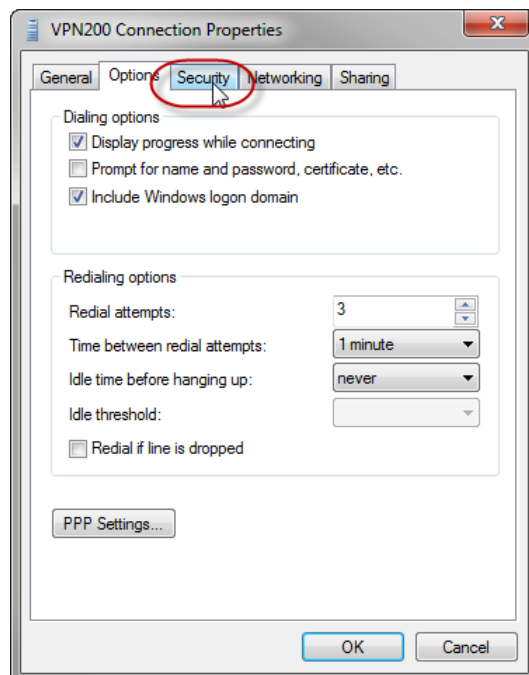 VPN200 Connection Properties
General Options Security Networking Sharing
Dialing options
Display progress while connecting
Prompt for name and password, certificate, etc.
Include Windows logon domain
Redialing options
Redial attempts: 3
Time between redial attempts: 1 minute
Idle time before hanging up: never
Idle threshold:
Redial if line is dropped
PPP Settings...
OK Cancel